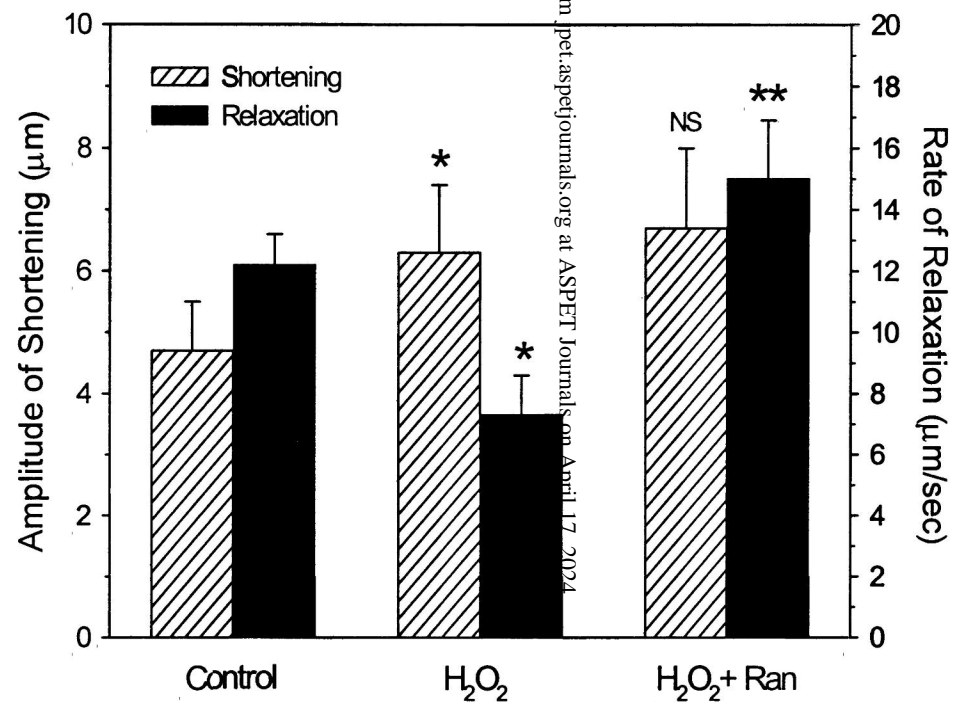 10
8
6
4
2
0
Amplitude of Shortening (μm)
Shortening
Relaxation
*
*
NS
**
20
18
16
14
12
10
8
6
4
2
0
Rate of Relaxation (μm/sec)
Control
H₂O₂
H₂O₂+ Ran
m jpet.aspetjournals.org at ASPET Journals on April 17, 2024